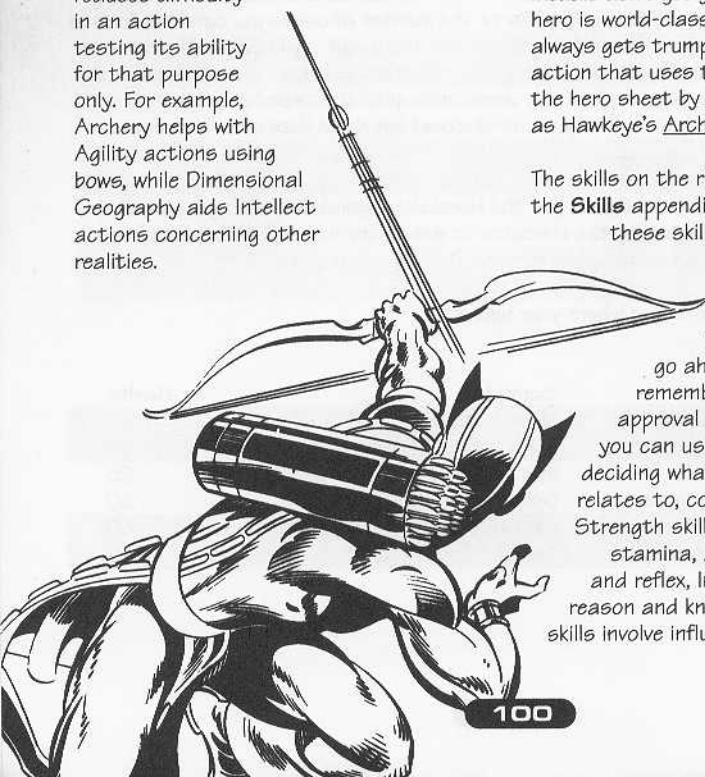 in an action
testing its ability
for that purpose
only. For example,
Archery helps with
Agility actions using
bows, while Dimensional
Geography aids Intellect
actions concerning other
realities.
hero is world-class
always gets trump
action that uses t
the hero sheet by
as Hawkeye's Arch
The skills on the r
the Skills appendi
these skil
go ah
rememb
approval
you can us
deciding wha
relates to, co
Strength skill
stamina,
and reflex, In
reason and kn
skills involve influ
100